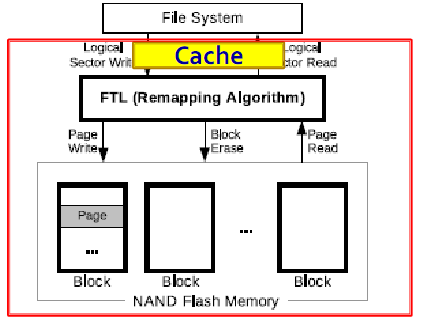 File System
Logical
Sector Writ
Cache
Logical
ctor Read
FTL (Remapping Algorithm)
Page
Write
Block
Erase
Page
Read
Page
...
...
Block
Block
Block
NAND Flash Memory